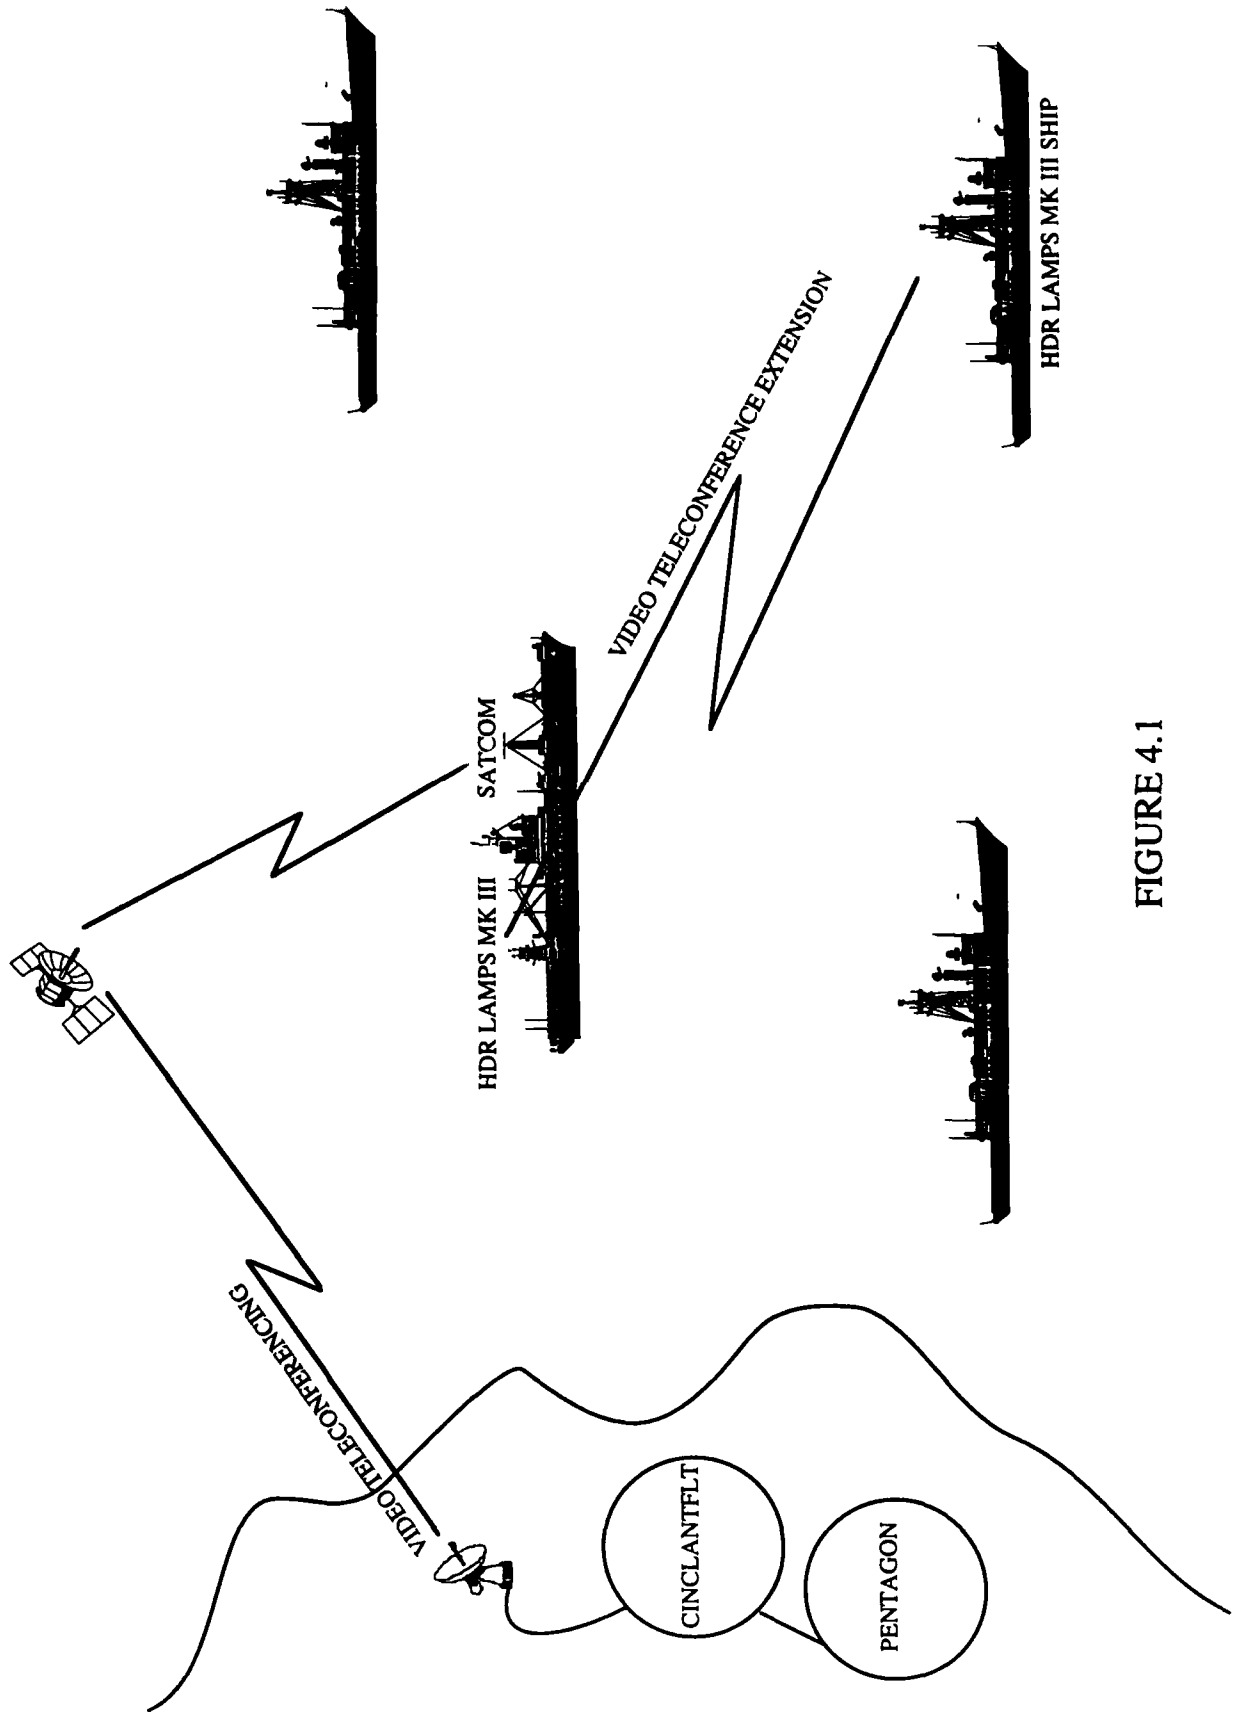 VIDEO TELECONFERENCING
HDR LAMPS MK III
SATCOM
VIDEO TELECONFERENCE EXTENSION
CINCLANTFLT
PENTAGON
HDR LAMPS MK III SHIP
FIGURE 4.1